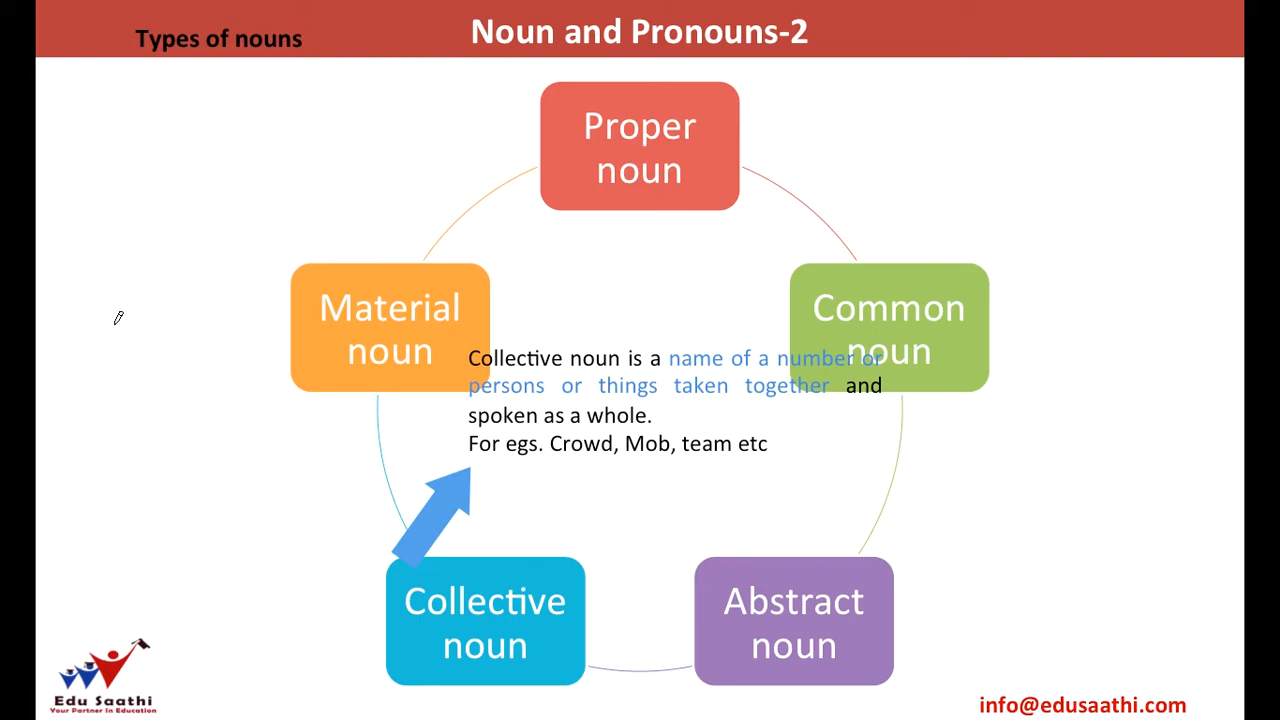 Types of nouns
Noun and Pronouns-2
Proper
noun
Material
noun
Common
noun
Collective noun is a name of a number or
persons or things taken together and
spoken as a whole.
For egs. Crowd, Mob, team etc
Collective
noun
Abstract
noun
Edu Saathi
Your Partner In Education
info@edusaathi.com